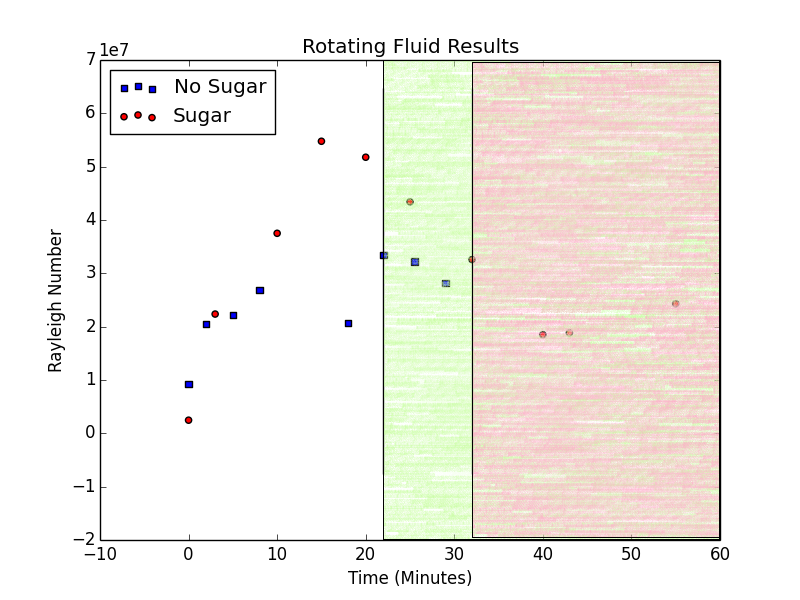 Rotating Fluid Results
1e7
7
6
5
4
3
2
1
0
−1
−2
Rayleigh Number
No Sugar
Sugar
−10 0 10 20 30 40 50 60
Time (Minutes)